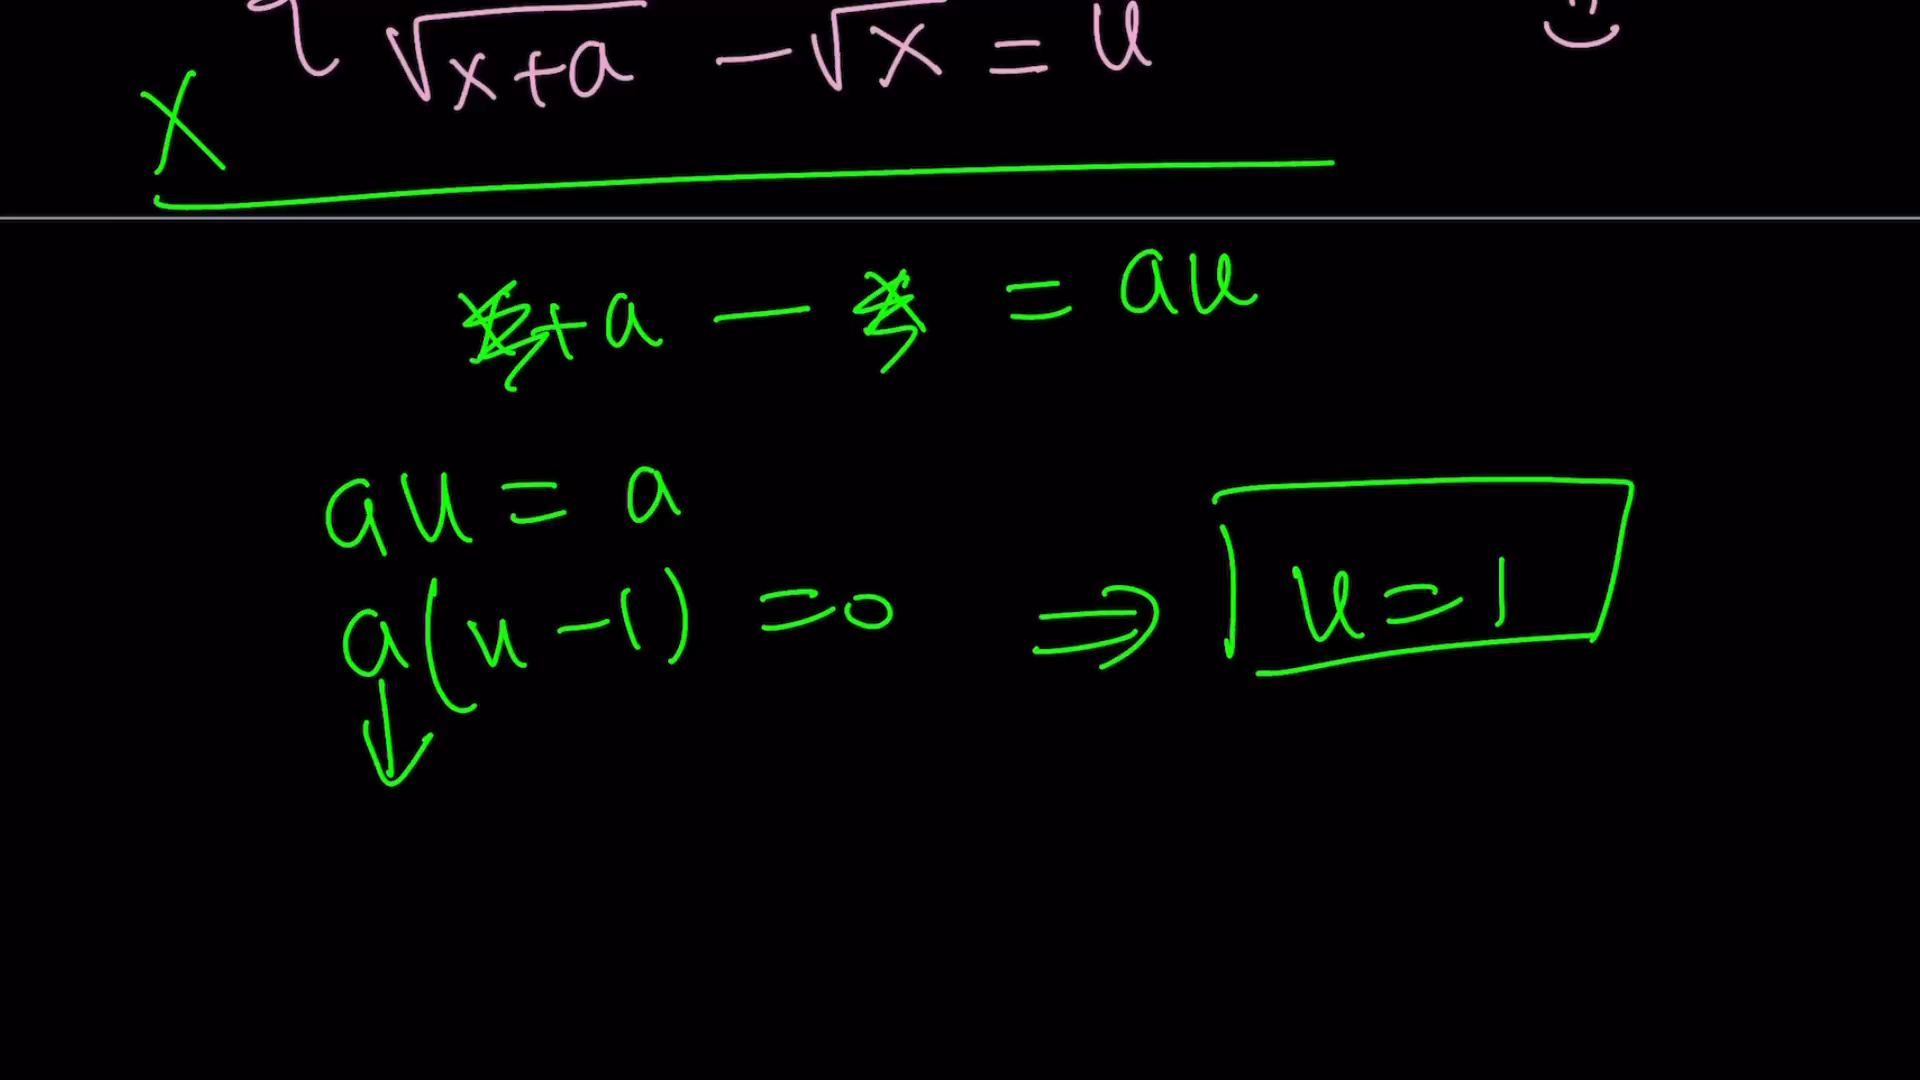 √x+a - √x = u
X
x+a - x = au
au = a
a(u-1) =0 ⇒ u=1